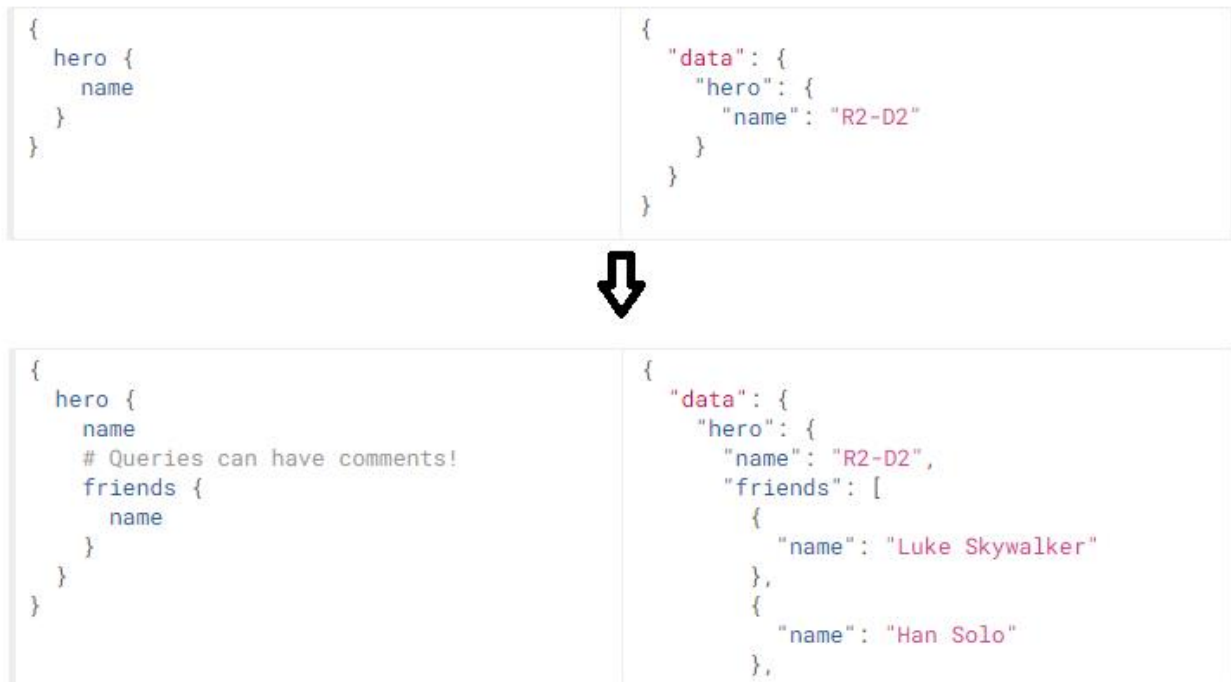 {
  hero {
    name
  }
}
{
  "data": {
    "hero": {
      "name": "R2-D2"
    }
  }
}
{
  hero {
    name
    # Queries can have comments!
    friends {
      name
    }
  }
}
{
  "data": {
    "hero": {
      "name": "R2-D2",
      "friends": [
        {
          "name": "Luke Skywalker"
        },
        {
          "name": "Han Solo"
        },